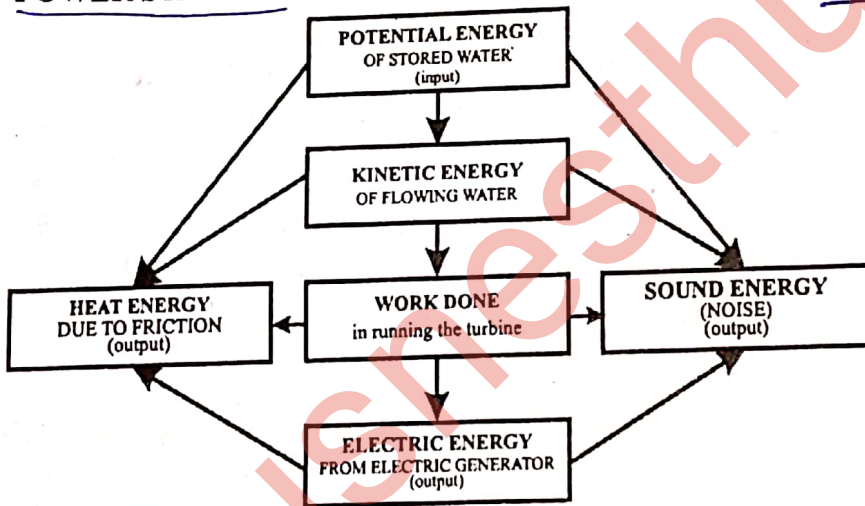 POTENTIAL ENERGY
OF STORED WATER
(input)
KINETIC ENERGY
OF FLOWING WATER
HEAT ENERGY
DUE TO FRICTION
(output)
WORK DONE
in running the turbine
SOUND ENERGY
(NOISE)
(output)
ELECTRIC ENERGY
FROM ELECTRIC GENERATOR
(output)